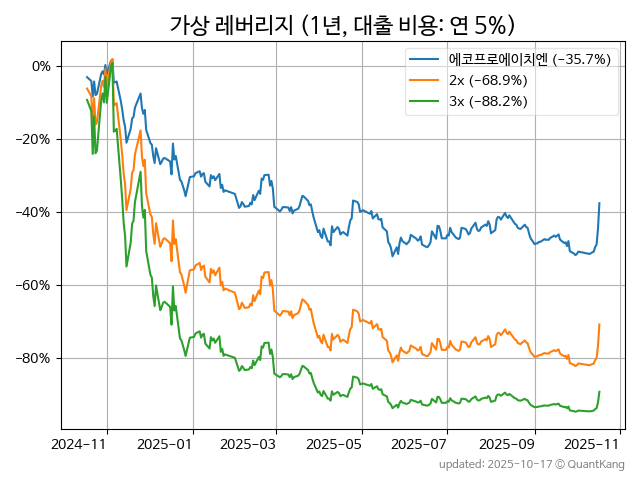 가상 레버리지 (1년, 대출 비용: 연 5%)
에코프로에이치엔 (−35.7%)
2x (−68.9%)
3x (−88.2%)
0%
−20%
−40%
−60%
−80%
2024-11 2025-01 2025-03 2025-05 2025-07 2025-09 2025-11
updated: 2025-10-17 © QuantKang